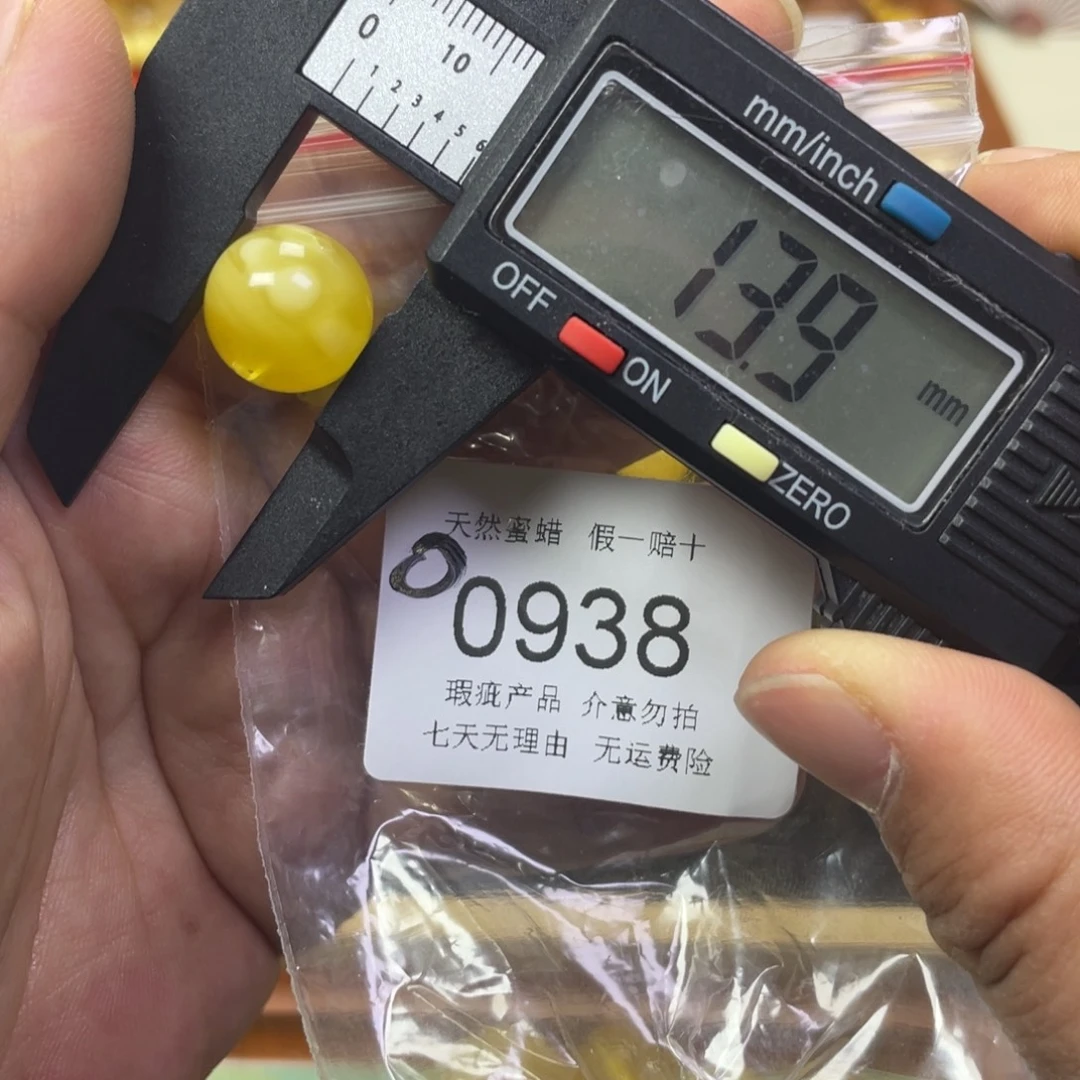 0 10
1 2 3 4 5 6
mm/inch
13.9 mm
OFF
ON
ZERO
天然蜜蜡 假一赔十
0
0938
瑕疵产品 介意勿拍
七天无理由 无运费险